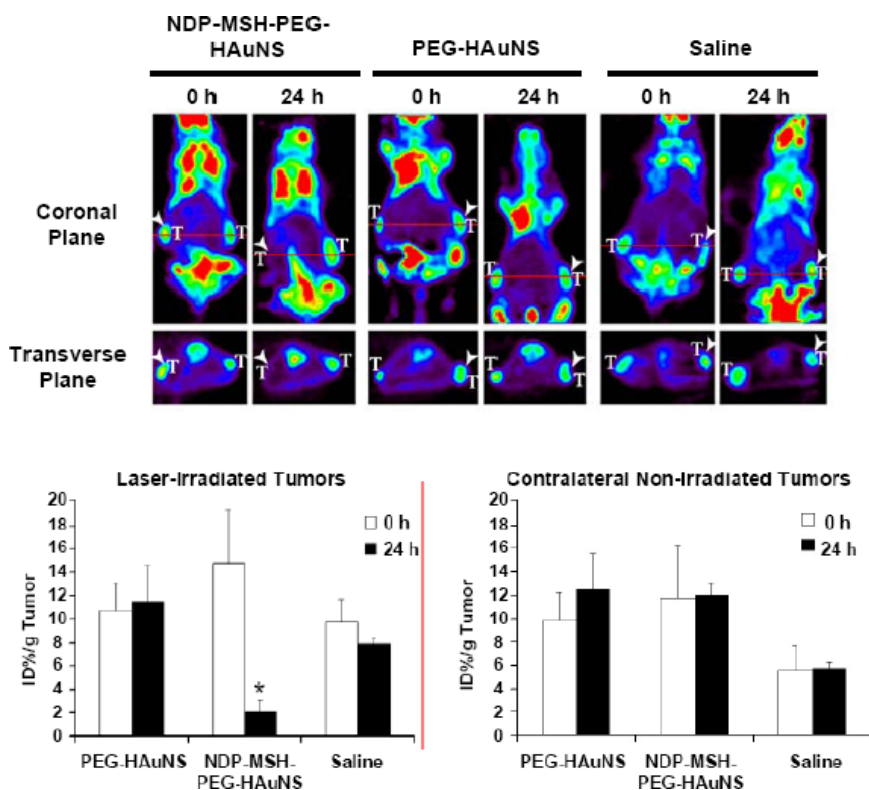 NDP-MSH-PEG-
HAuNS
PEG-HAuNS
Saline
0 h
24 h
0 h
24 h
0 h
24 h
Coronal
Plane
T
T
T
T
T
T
T
T
T
T
T
Transverse
Plane
T
T
T
T
T
T
T
T
T
T
T
Laser-Irradiated Tumors
20
18
16
14
12
10
8
6
4
2
0
ID%/g Tumor
0 h
24 h
*
PEG-HAuNS
NDP-MSH-
PEG-HAuNS
Saline
Contralateral Non-Irradiated Tumors
20
18
16
14
12
10
8
6
4
2
0
ID%/g Tumor
0 h
24 h
PEG-HAuNS
NDP-MSH-
PEG-HAuNS
Saline